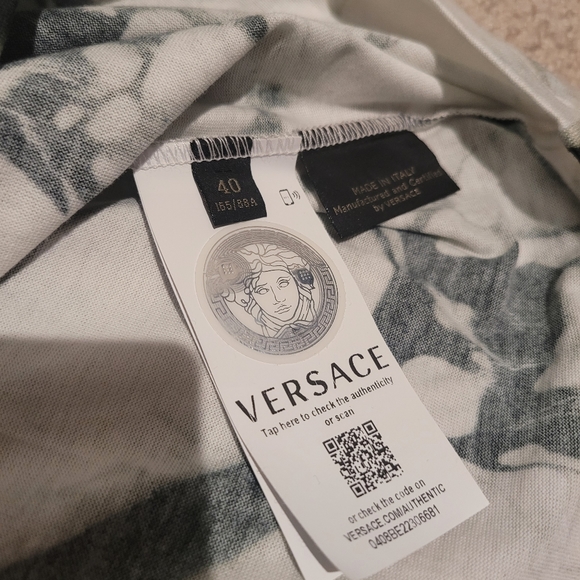 40
165/88A
MADE IN ITALY
Manufactured and Certified
by VERSACE
VERSACE
Tap here to check the authenticity
or scan
or check the code on
VERSACE.COM/AUTHENTIC
0408BE22306681